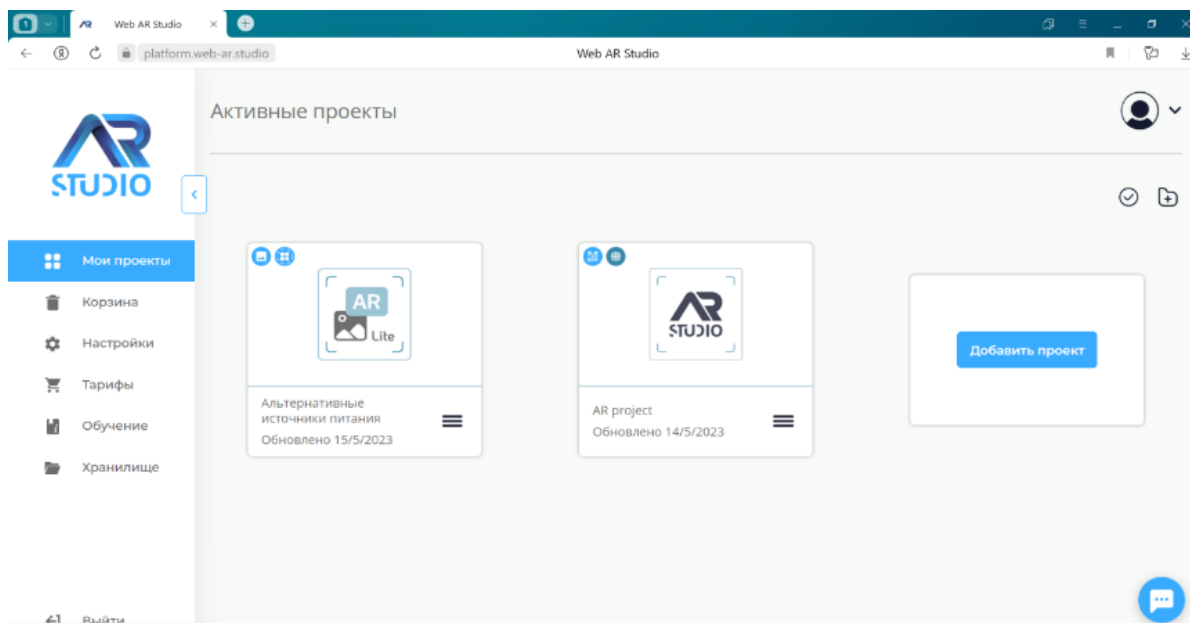 1
Web AR Studio
platform.web-ar.studio
Web AR Studio
AR
STUDIO
Активные проекты
Мои проекты
Корзина
Настройки
Тарифы
Обучение
Хранилище
Выйти
AR
Lite
Альтернативные
источники питания
Обновлено 15/5/2023
AR
STUDIO
AR project
Обновлено 14/5/2023
Добавить проект